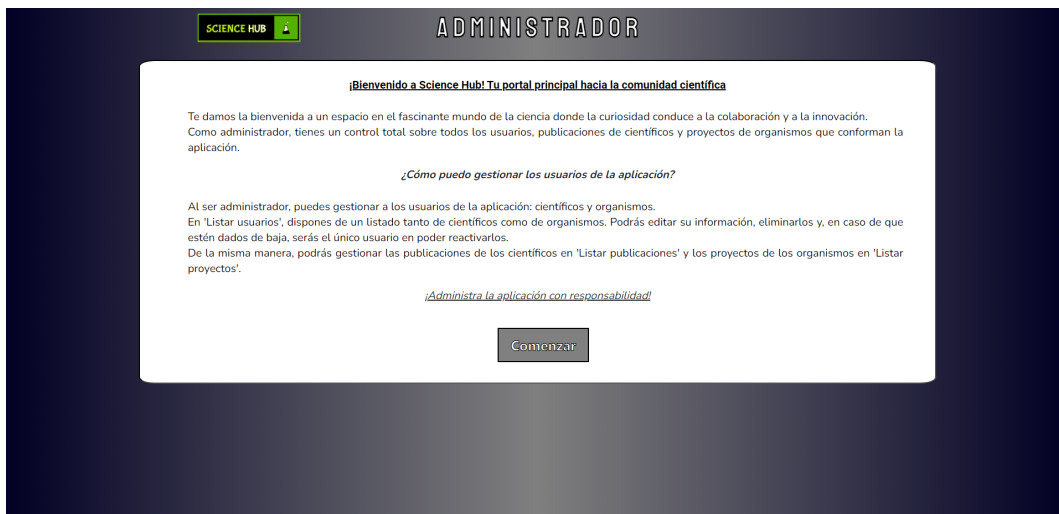 SCIENCE HUB
ADMINISTRADOR
¡Bienvenido a Science Hub! Tu portal principal hacia la comunidad científica
Te damos la bienvenida a un espacio en el fascinante mundo de la ciencia donde la curiosidad conduce a la colaboración y a la innovación.
Como administrador, tienes un control total sobre todos los usuarios, publicaciones de científicos y proyectos de organismos que conforman la
aplicación.
¿Cómo puedo gestionar los usuarios de la aplicación?
Al ser administrador, puedes gestionar a los usuarios de la aplicación: científicos y organismos.
En 'Listar usuarios', dispones de un listado tanto de científicos como de organismos. Podrás editar su información, eliminarlos y, en caso de que
estén dados de baja, serás el único usuario en poder reactivarlos.
De la misma manera, podrás gestionar las publicaciones de los científicos en 'Listar publicaciones' y los proyectos de los organismos en 'Listar
proyectos'.
¡Administra la aplicación con responsabilidad!
Comenzar